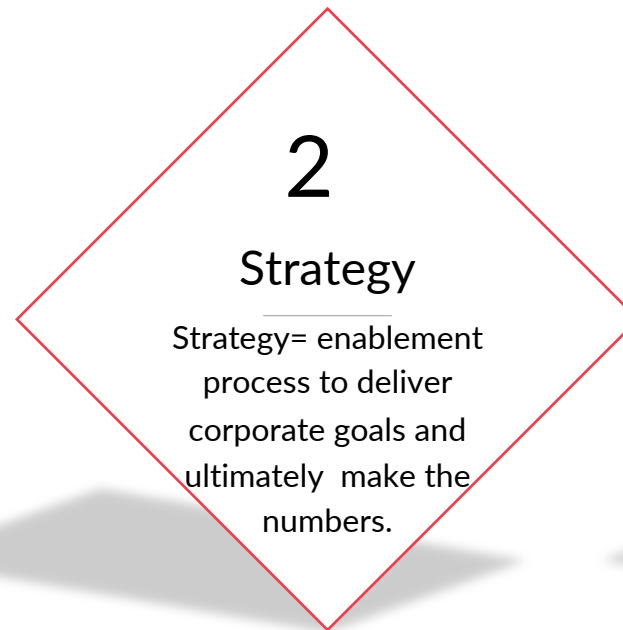 2
Strategy
Strategy= enablement
process to deliver
corporate goals and
ultimately  make the
numbers.